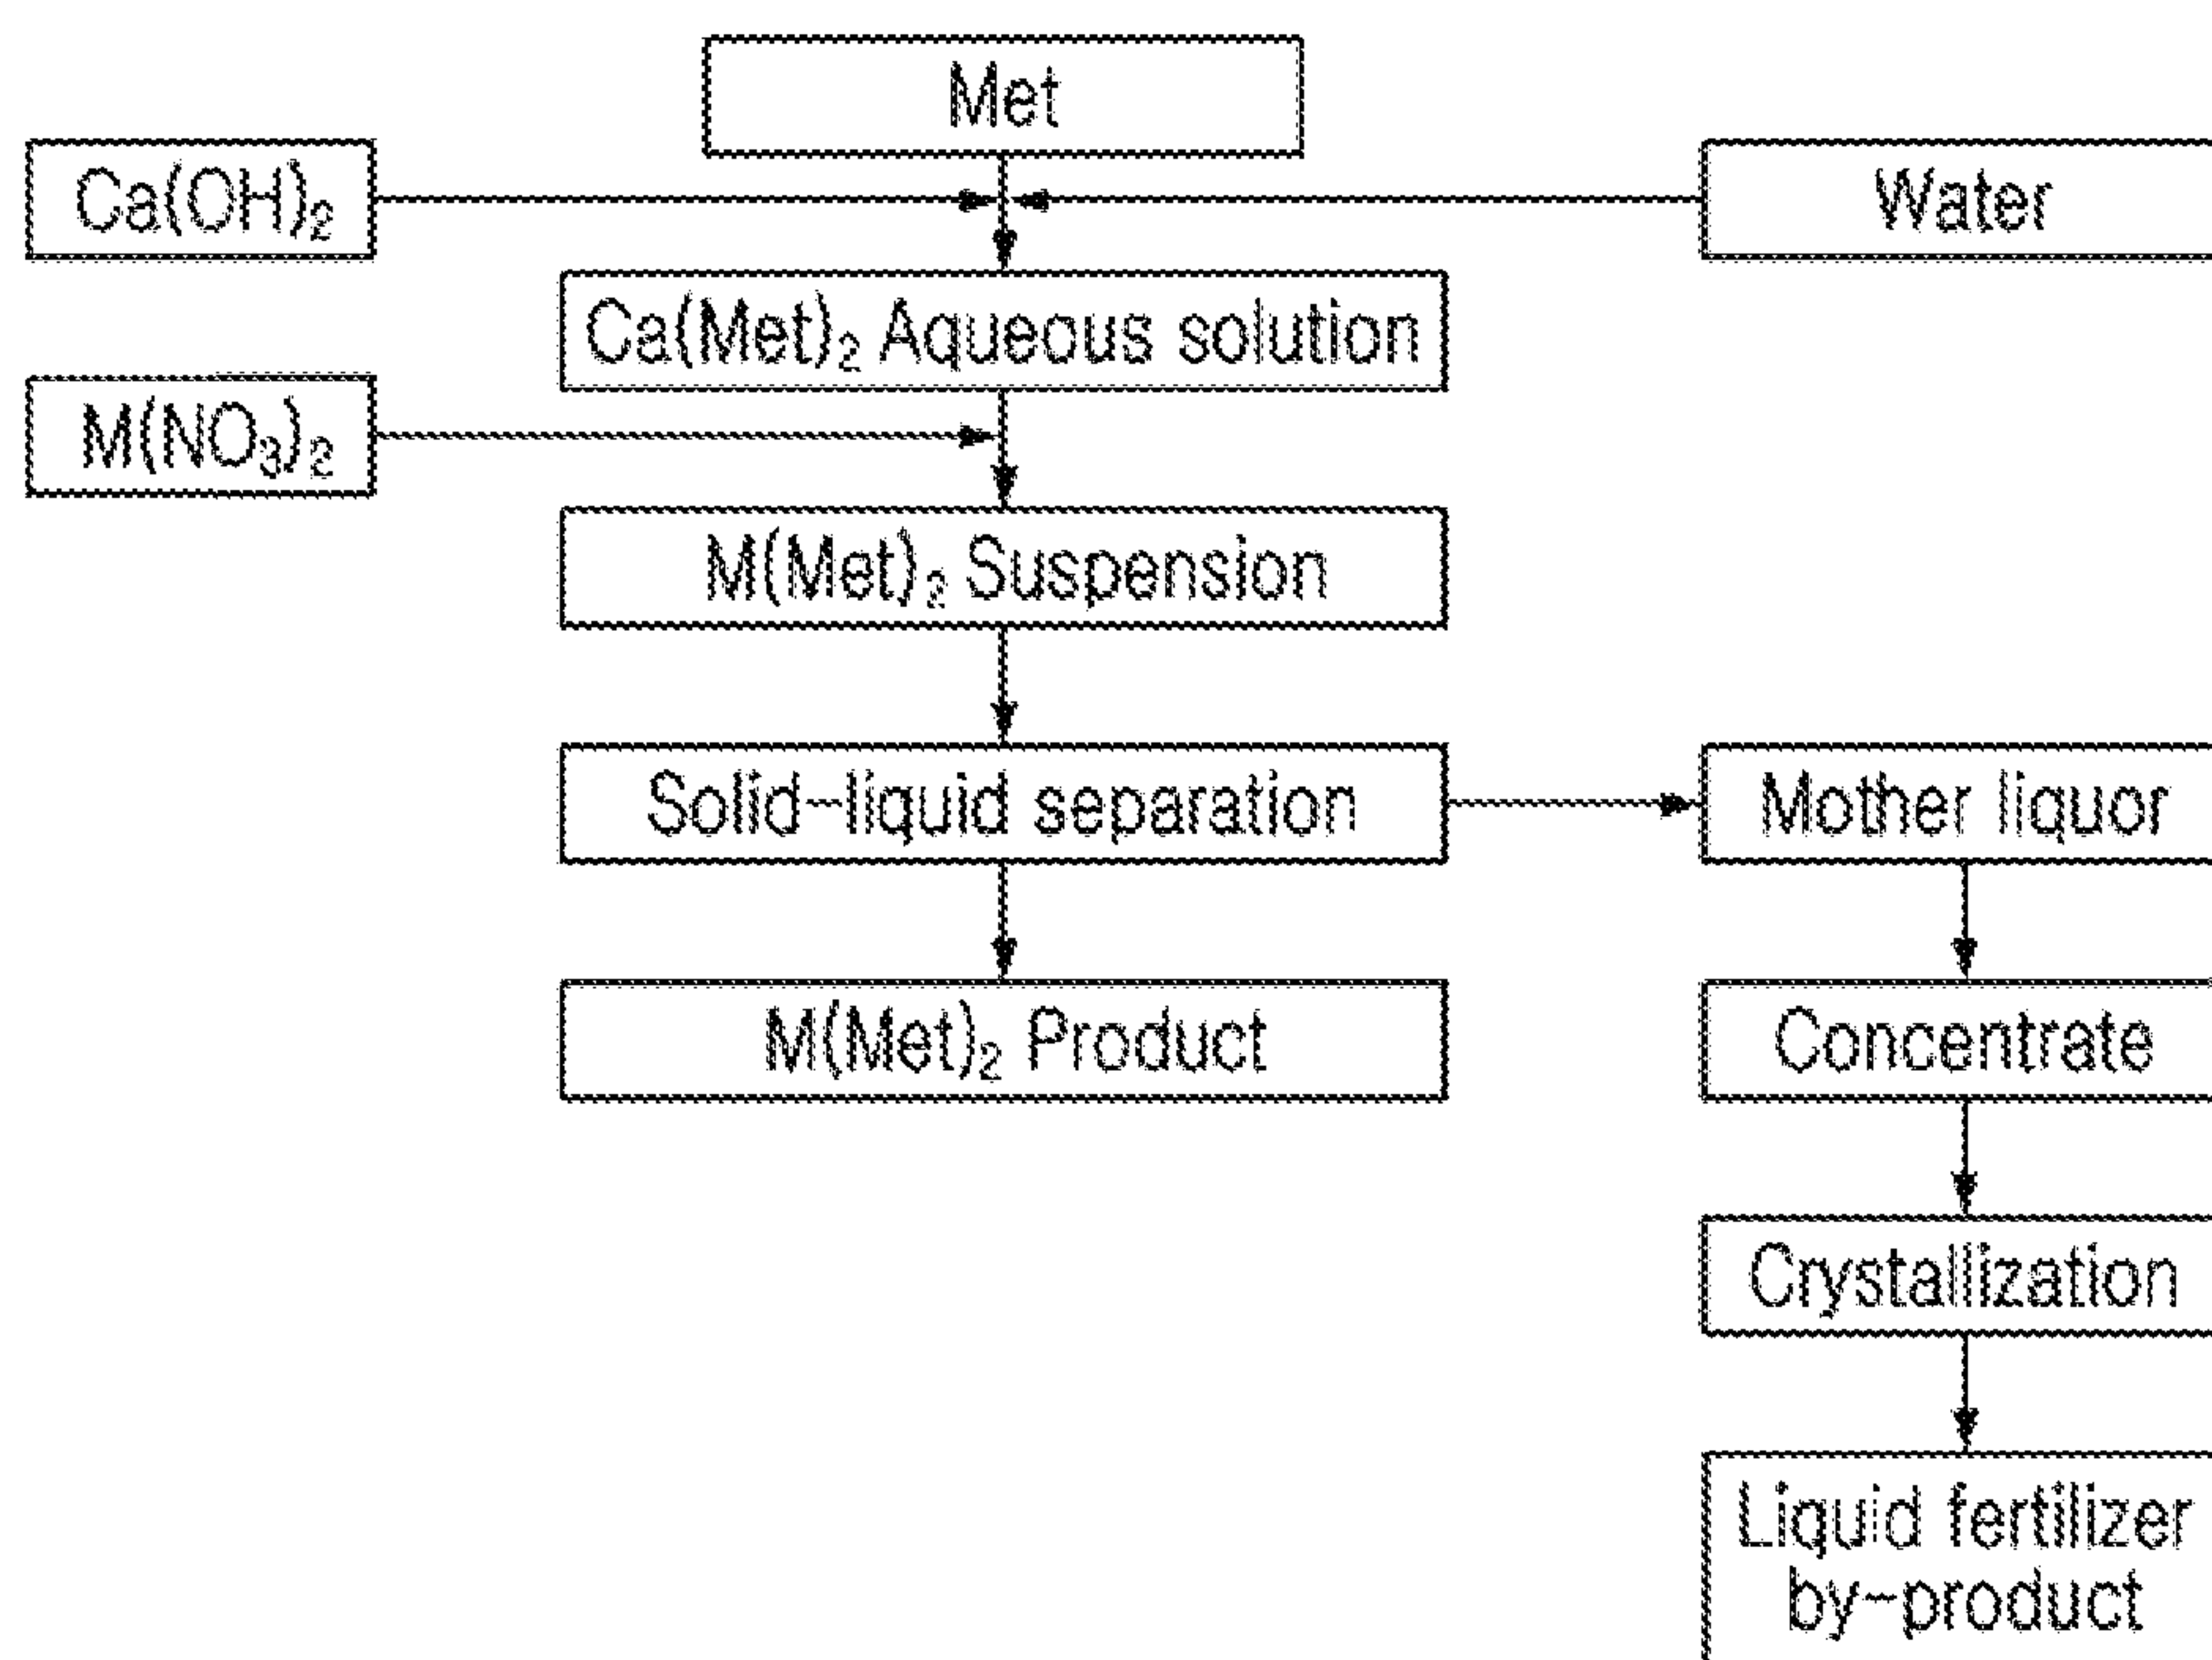 Met
Ca(OH)₂
Water
Ca(Met)₂ Aqueous solution
M(NO₃)₂
M(Met)₂ Suspension
Solid-liquid separation
Mother liquor
M(Met)₂ Product
Concentrate
Crystallization
Liquid fertilizer
by-product